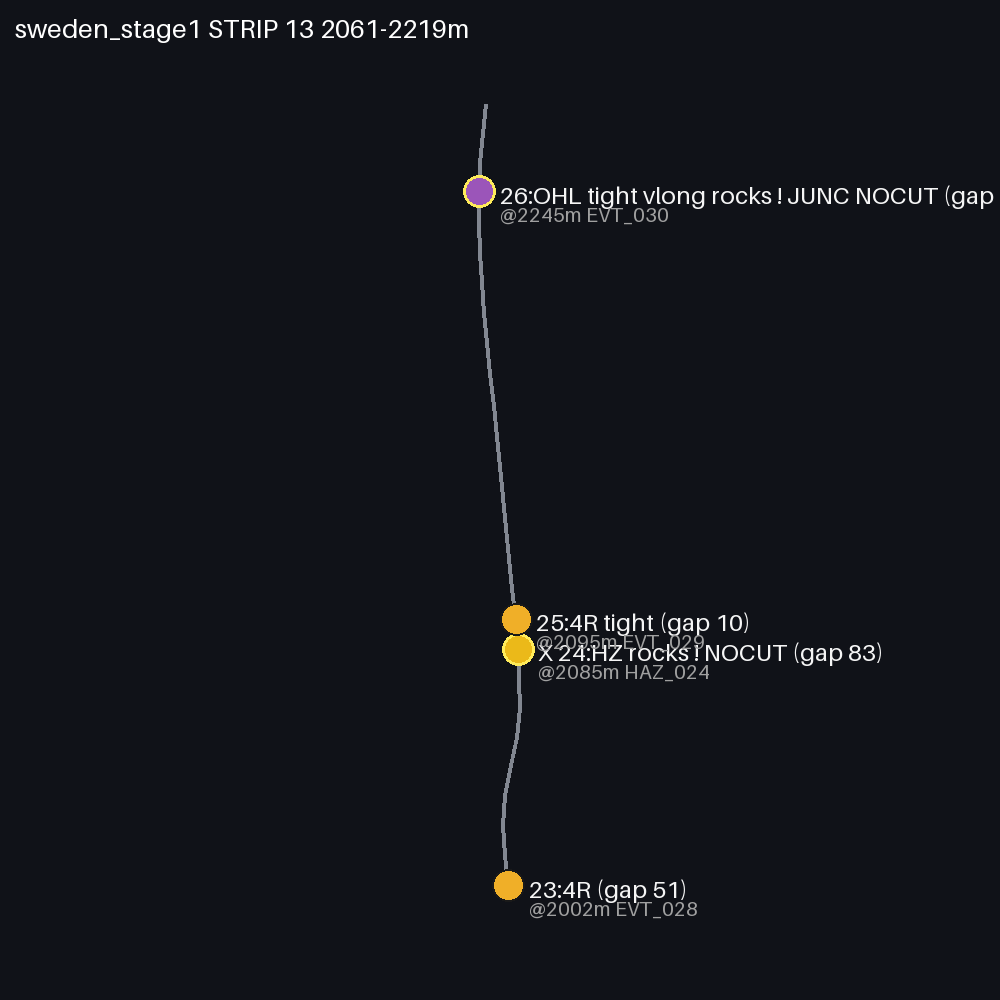 sweden_stage1 STRIP 13 2061-2219m
26:OHL tight vlong rocks ! JUNC NOCUT (gap
@2245m EVT_030
25:4R tight (gap 10)
@2095m EVT_029
X 24:HZ rocks ! NOCUT (gap 83)
@2085m HAZ_024
23:4R (gap 51)
@2002m EVT_028